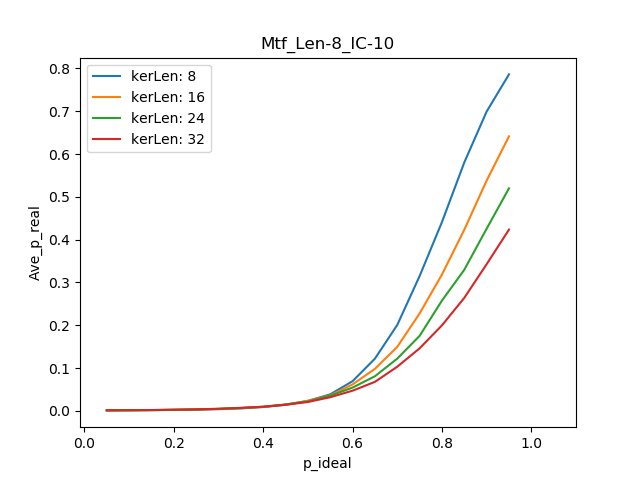 Mtf_Len-8_IC-10
kerLen: 8
kerLen: 16
kerLen: 24
kerLen: 32
Ave_p_real
0.8
0.7
0.6
0.5
0.4
0.3
0.2
0.1
0.0
0.0 0.2 0.4 0.6 0.8 1.0
p_ideal